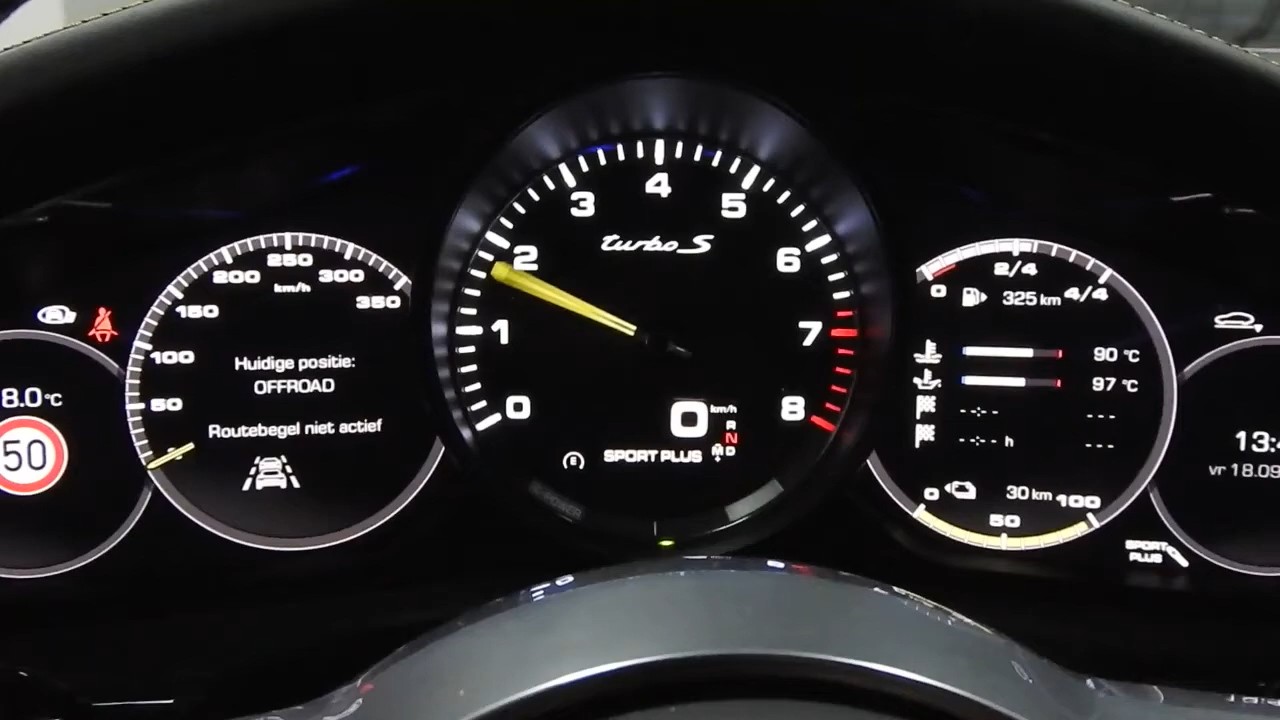 8.0°C
50
50
100
150
200
250
300
350
km/h
Huidige positie:
OFFROAD
Routebegel niet actief
0
1
2
3
4
5
6
7
8
turbo S
0 km/h
R
N
D
M
E
SPORT PLUS
E-POWER
0
2/4
4/4
325 km
90 °C
97 °C
--:-- ---
--:-- h ---
0
30 km
50
100
SPORT
PLUS
13:
vr 18.09